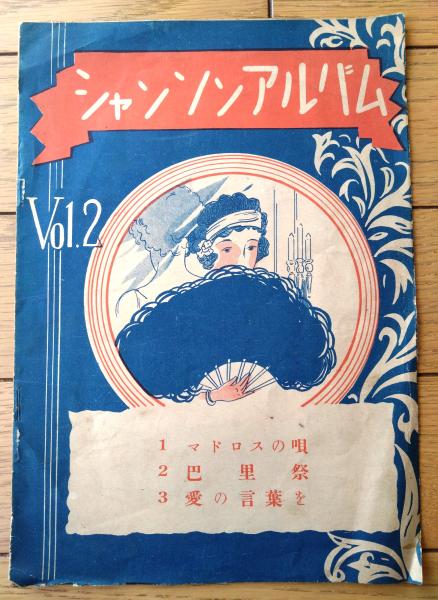 シャンソンアルバム
Vol.2
1 マドロスの唄
2 巴里祭
3 愛の言葉を